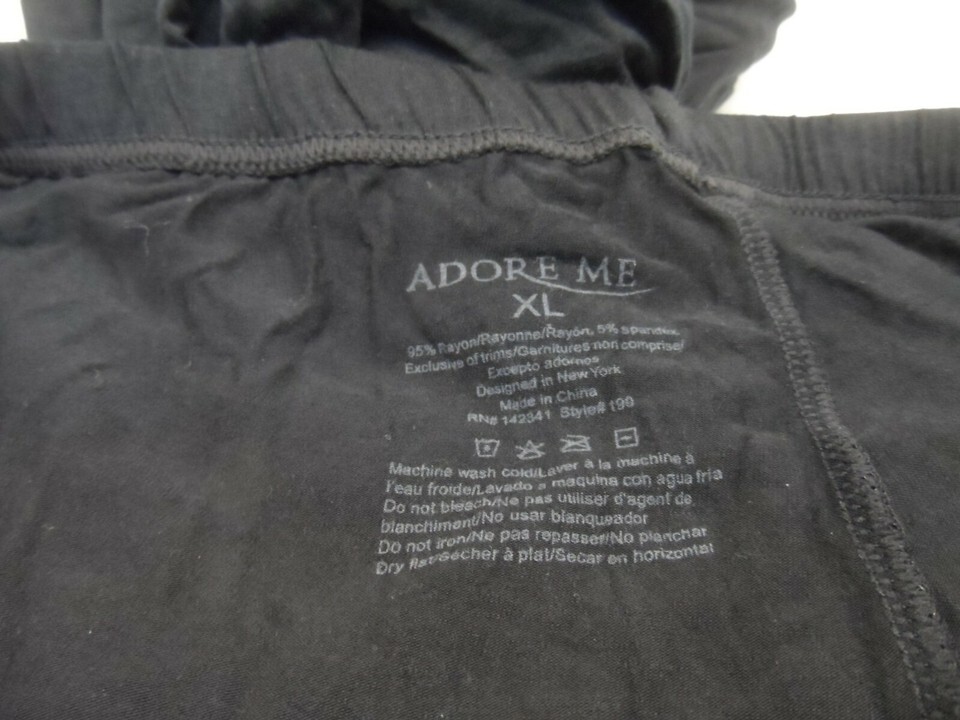 ADORE ME
XL
95% Rayon/Rayonne/Rayón, 5% spandex
Exclusive of trims/Garnitures non comprise/
Excepto adornos
Designed in New York
Made in China
RN# 142341 Style# 199
Machine wash cold/Laver à la machine à
l'eau froide/Lavado a maquina con agua fria
Do not bleach/Ne pas utiliser d'agent de
blanchiment/No usar blanqueador
Do not iron/Ne pas repasser/No planchar
Dry flat/Sécher à plat/Secar en horizontal